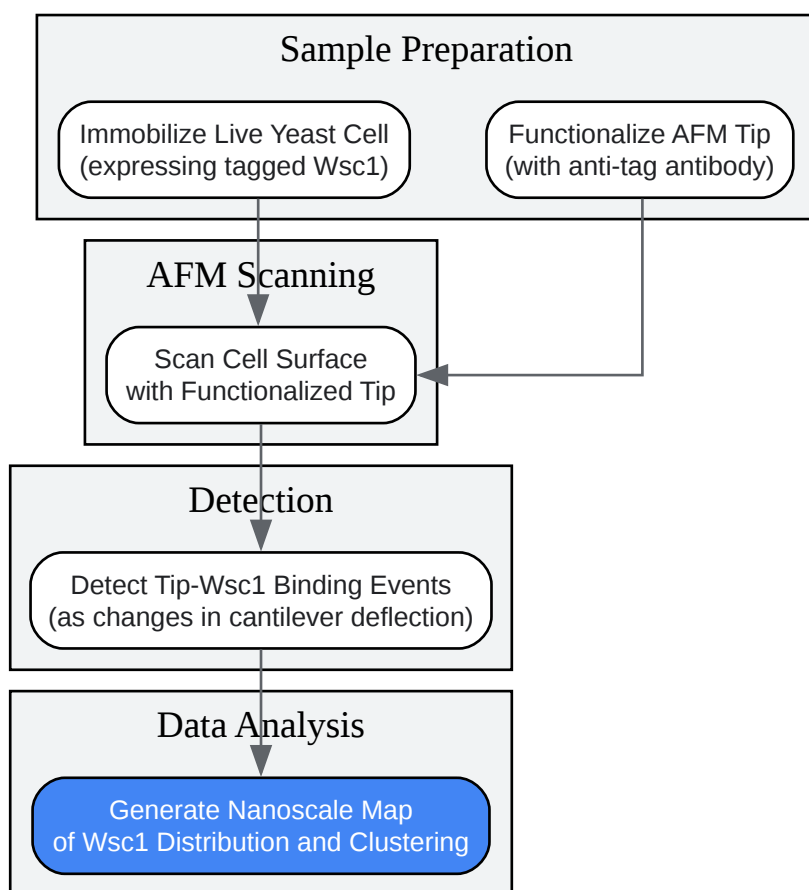 Sample Preparation
Immobilize Live Yeast Cell
(expressing tagged Wsc1)
Functionalize AFM Tip
(with anti-tag antibody)
AFM Scanning
Scan Cell Surface
with Functionalized Tip
Detection
Detect Tip-Wsc1 Binding Events
(as changes in cantilever deflection)
Data Analysis
Generate Nanoscale Map
of Wsc1 Distribution and Clustering